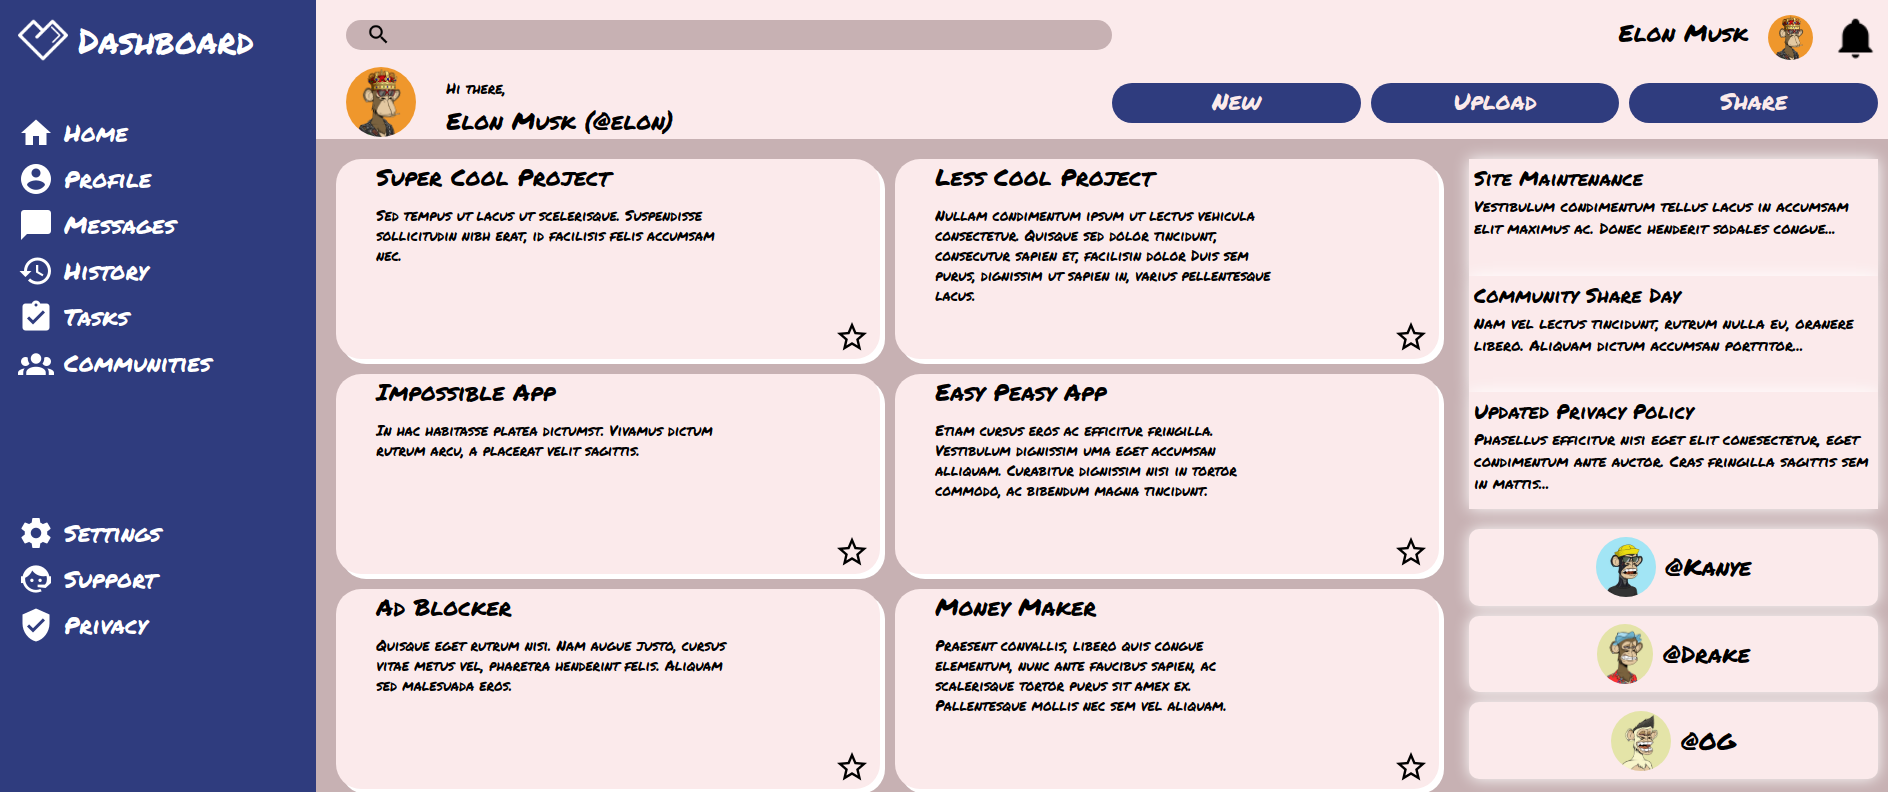 Dashboard
Home
Profile
Messages
History
Tasks
Communities
Settings
Support
Privacy
Elon Musk
Hi there,
Elon Musk (@elon)
New
Upload
Share
Super Cool Project
Sed tempus ut lacus ut scelerisque. Suspendisse
sollicitudin nibh erat, id facilisis felis accumsam
nec.
Less Cool Project
Nullam condimentum ipsum ut lectus vehicula
consectetur. Quisque sed dolor tincidunt,
consecutur sapien et, facilisin dolor Duis sem
purus, dignissim ut sapien in, varius pellentesque
lacus.
Impossible App
In hac habitasse platea dictumst. Vivamus dictum
rutrum arcu, a placerat velit sagittis.
Easy Peasy App
Etiam cursus eros ac efficitur fringilla.
Vestibulum dignissim uma eget accumsan
alliquam. Curabitur dignissim nisi in tortor
commodo, ac bibendum magna tincidunt.
Ad Blocker
Quisque eget rutrum nisi. Nam augue justo, cursus
vitae metus vel, pharetra henderint felis. Aliquam
sed malesuada eros.
Money Maker
Praesent convallis, libero quis congue
elementum, nunc ante faucibus sapien, ac
scalerisque tortor purus sit amex ex.
Pallentesque mollis nec sem vel aliquam.
Site Maintenance
Vestibulum condimentum tellus lacus in accumsam
elit maximus ac. Donec henderit sodales congue...
Community Share Day
Nam vel lectus tincidunt, rutrum nulla eu, oranere
libero. Aliquam dictum accumsan porttitor...
Updated Privacy Policy
Phasellus efficitur nisi eget elit conesectetur, eget
condimentum ante auctor. Cras fringilla sagittis sem
in mattis...
@Kanye
@Drake
@OG